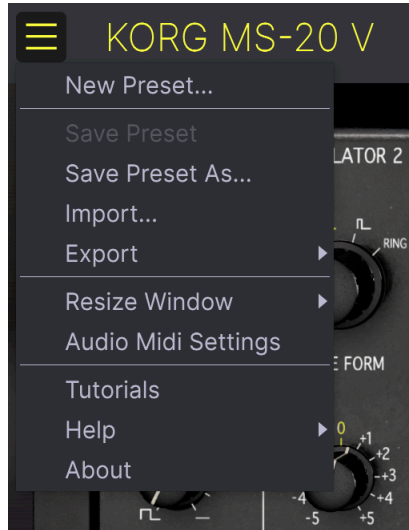 KORG MS-20 V
New Preset...
Save Preset
Save Preset As...
Import...
Export
Resize Window
Audio Midi Settings
Tutorials
Help
About
LATOR 2
RING
E FORM
0
+1
+2
+3
+4
+5
-4
-5